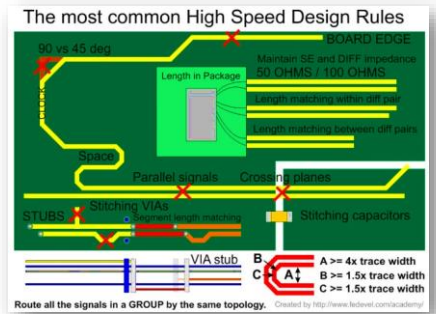 The most common High Speed Design Rules
90 vs 45 deg
BOARD EDGE
Maintain SE and DIFF impedance
50 OHMS / 100 OHMS
Length in Package
Length matching within diff pair
Length matching between diff pairs
CLOCK
Space
Parallel signals
Crossing planes
Stitching VIAs
STUBS
Segment length matching
Stitching capacitors
VIA stub
B
C
A
A >= 4x trace width
B >= 1.5x trace width
C >= 1.5x trace width
Route all the signals in a GROUP by the same topology.
Created by http://www.fedevel.com/academy/